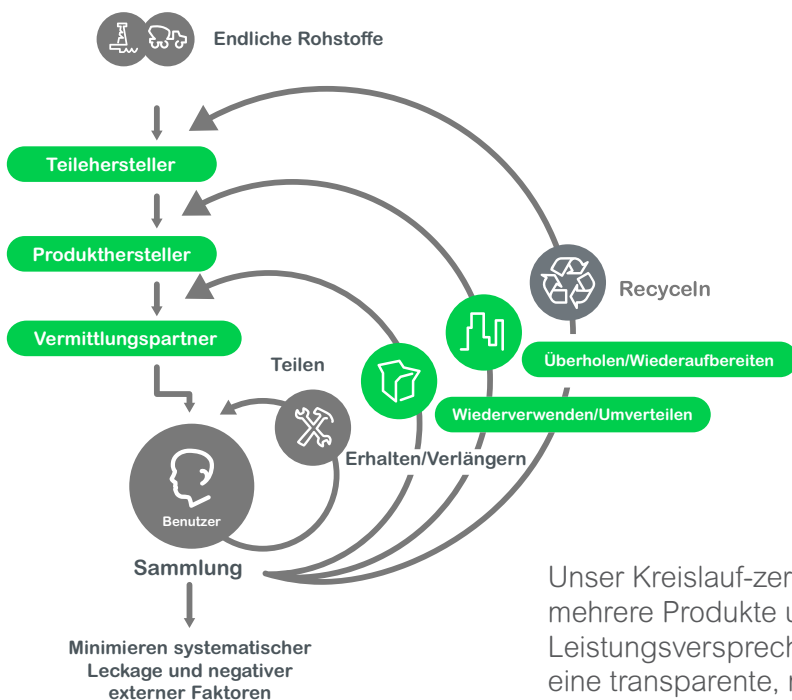 Endliche Rohstoffe
Teilehersteller
Produkthersteller
Vermittlungspartner
Recyceln
Überholen/Wiederaufbereiten
Teilen
Wiederverwenden/Umverteilen
Erhalten/Verlängern
Benutzer
Sammlung
Minimieren systematischer
Leckage und negativer
externer Faktoren
Unser Kreislauf-zer
mehrere Produkte u
Leistungsversprech
eine transparente, r